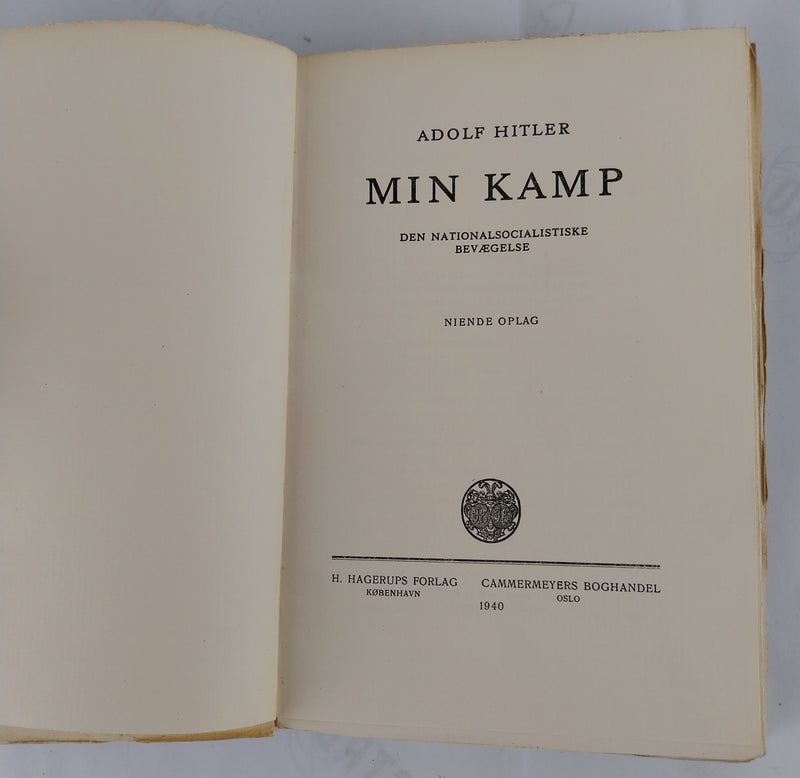 ADOLF HITLER
MIN KAMP
DEN NATIONALSOCIALISTISKE
BEVÆGELSE
NIENDE OPLAG
H. HAGERUPS FORLAG
KØBENHAVN
CAMMERMEYERS BOGHANDEL
OSLO
1940